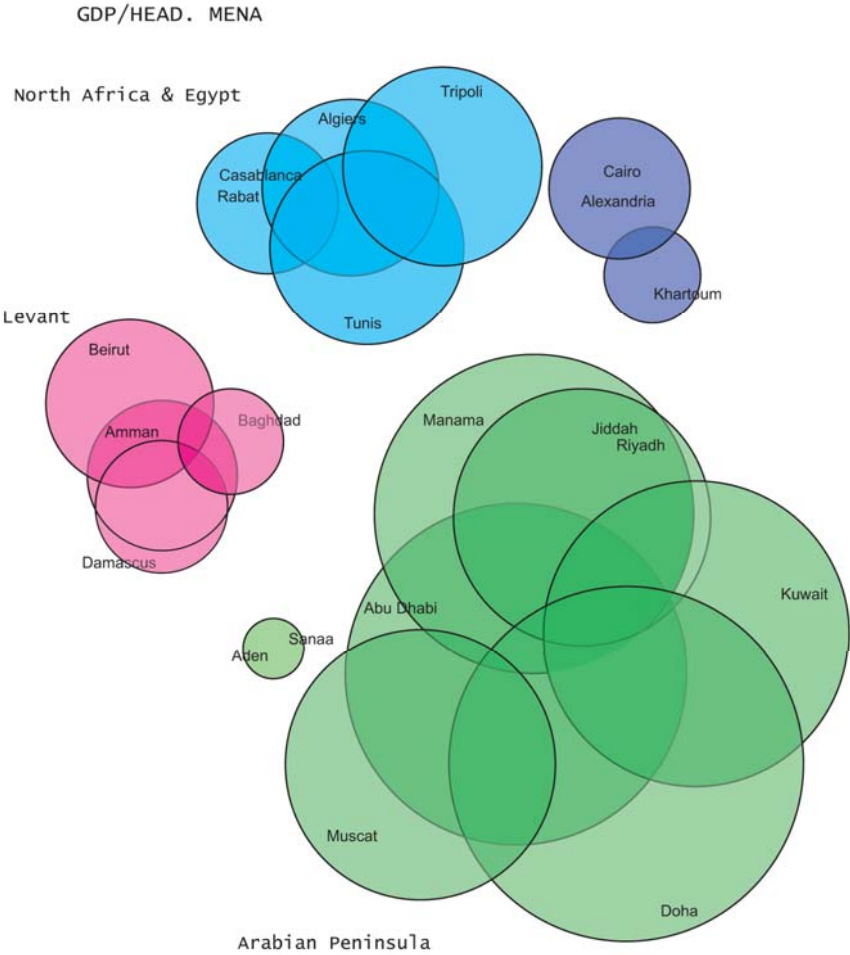 GDP/HEAD. MENA
North Africa & Egypt
Tripoli
Algiers
Casablanca
Rabat
Cairo
Alexandria
Khartoum
Tunis
Levant
Beirut
Amman
Baghdad
Damascus
Manama
Jiddah
Riyadh
Kuwait
Abu Dhabi
Sanaa
Aden
Muscat
Doha
Arabian Peninsula